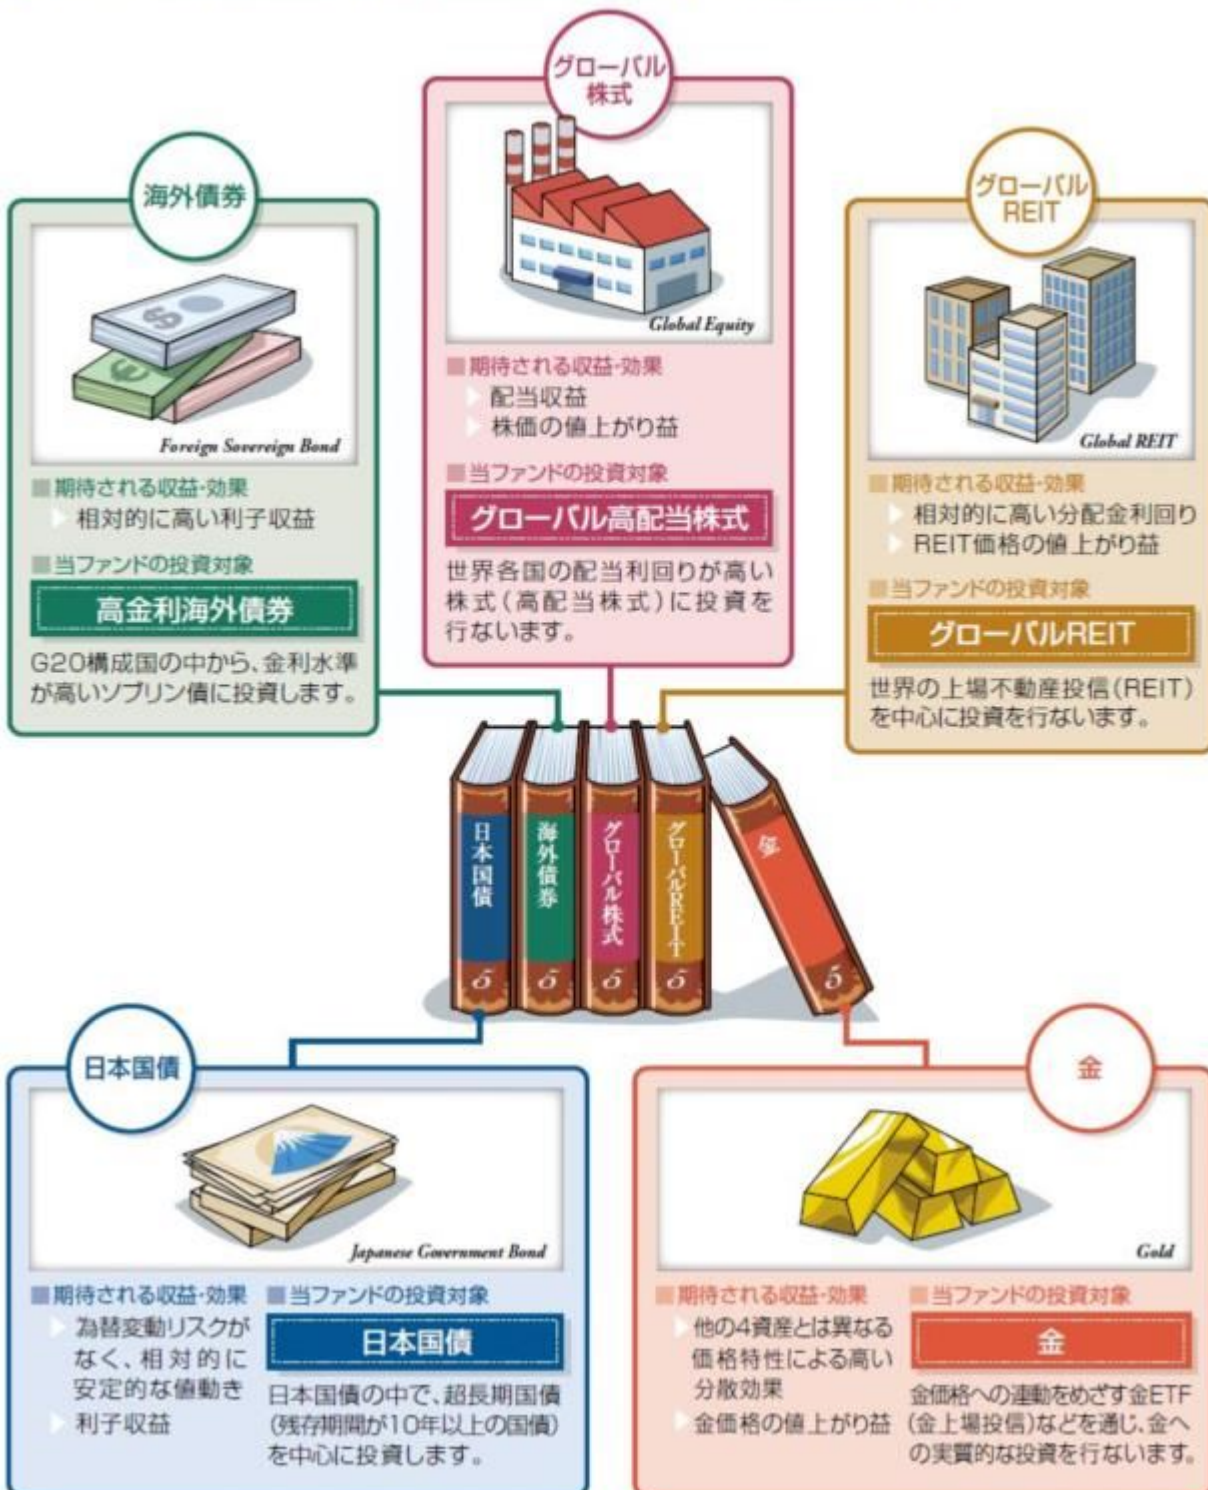 グローバル
株式
海外債券
グローバル
REIT
Foreign Sovereign Bond
■期待される収益・効果
相対的に高い利子収益
■当ファンドの投資対象
高金利海外債券
G20構成国の中から、金利水準
が高いソブリン債に投資します。
Global Equity
■期待される収益・効果
配当収益
株価の値上がり益
■当ファンドの投資対象
グローバル高配当株式
世界各国の配当利回りが高い
株式(高配当株式)に投資を
行ないます。
Global REIT
■期待される収益・効果
相対的に高い分配金利回り
REIT価格の値上がり益
■当ファンドの投資対象
グローバルREIT
世界の上場不動産投信(REIT)
を中心に投資を行ないます。
日本国債
5
海外債券
5
グローバル株式
5
グローバルREIT
5
金
5
日本国債
Japanese Government Bond
■期待される収益・効果
為替変動リスクが
なく、相対的に
安定的な値動き
利子収益
■当ファンドの投資対象
日本国債
日本国債の中で、超長期国債
(残存期間が10年以上の国債)
を中心に投資します。
金
Gold
■期待される収益・効果
他の4資産とは異なる
価格特性による高い
分散効果
金価格の値上がり益
■当ファンドの投資対象
金
金価格への連動をめざす金ETF
(金上場投信)などを通じ、金へ
の実質的な投資を行ないます。